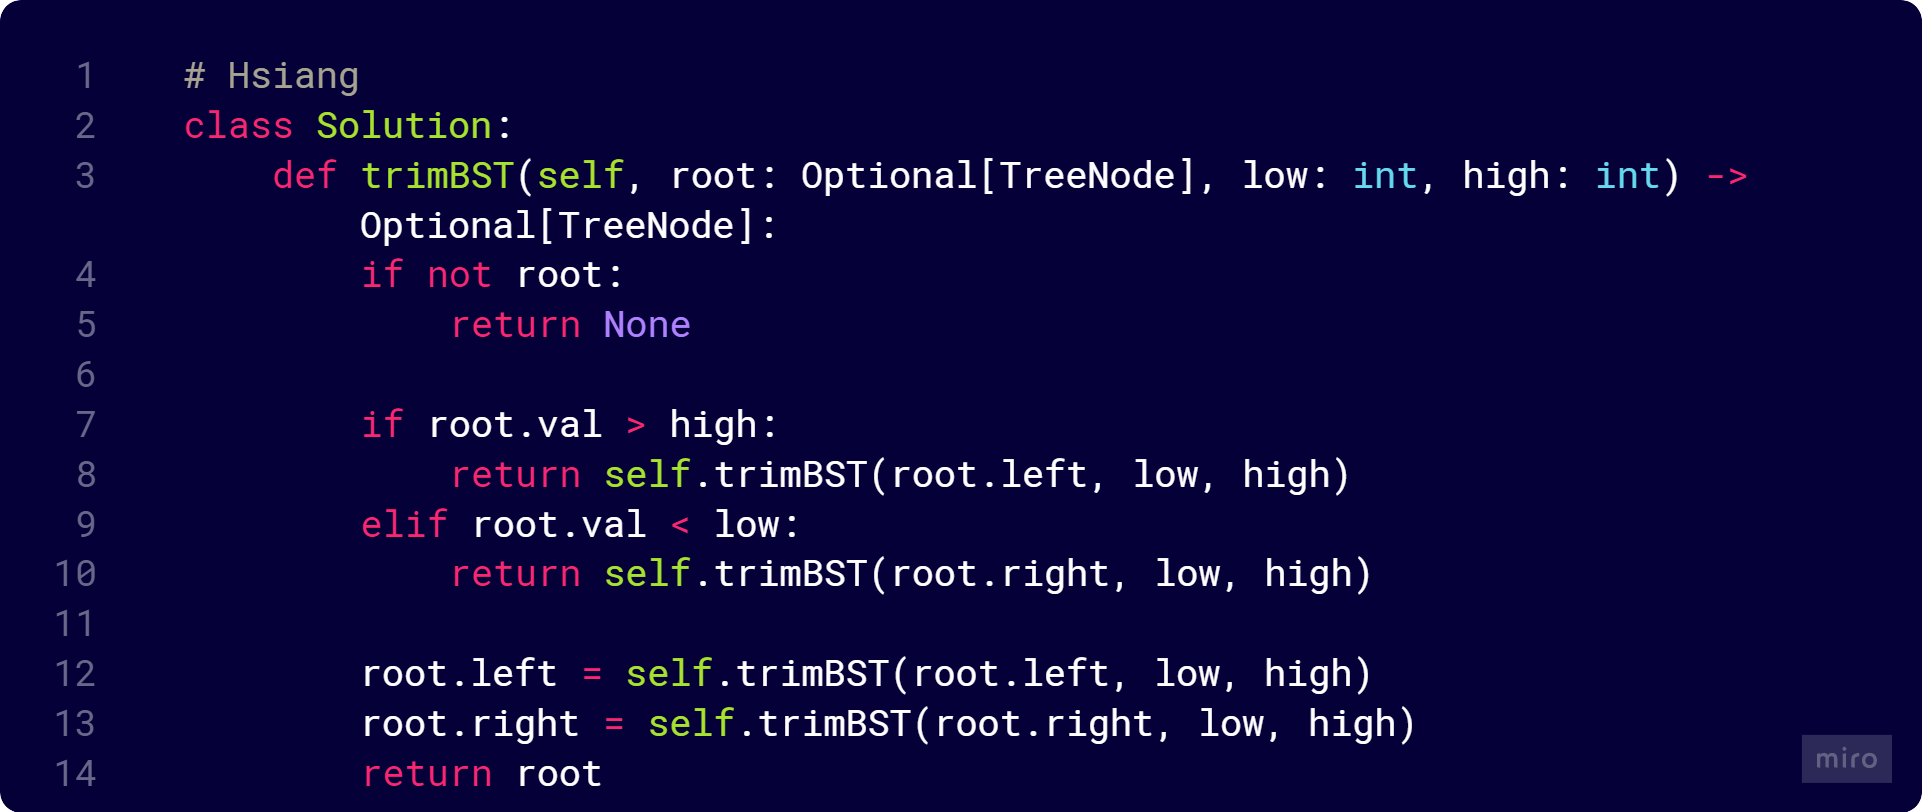 1 # Hsiang
2 class Solution:
3     def trimBST(self, root: Optional[TreeNode], low: int, high: int) ->
        Optional[TreeNode]:
4         if not root:
5             return None
6
7         if root.val > high:
8             return self.trimBST(root.left, low, high)
9         elif root.val < low:
10             return self.trimBST(root.right, low, high)
11
12         root.left = self.trimBST(root.left, low, high)
13         root.right = self.trimBST(root.right, low, high)
14         return root
miro